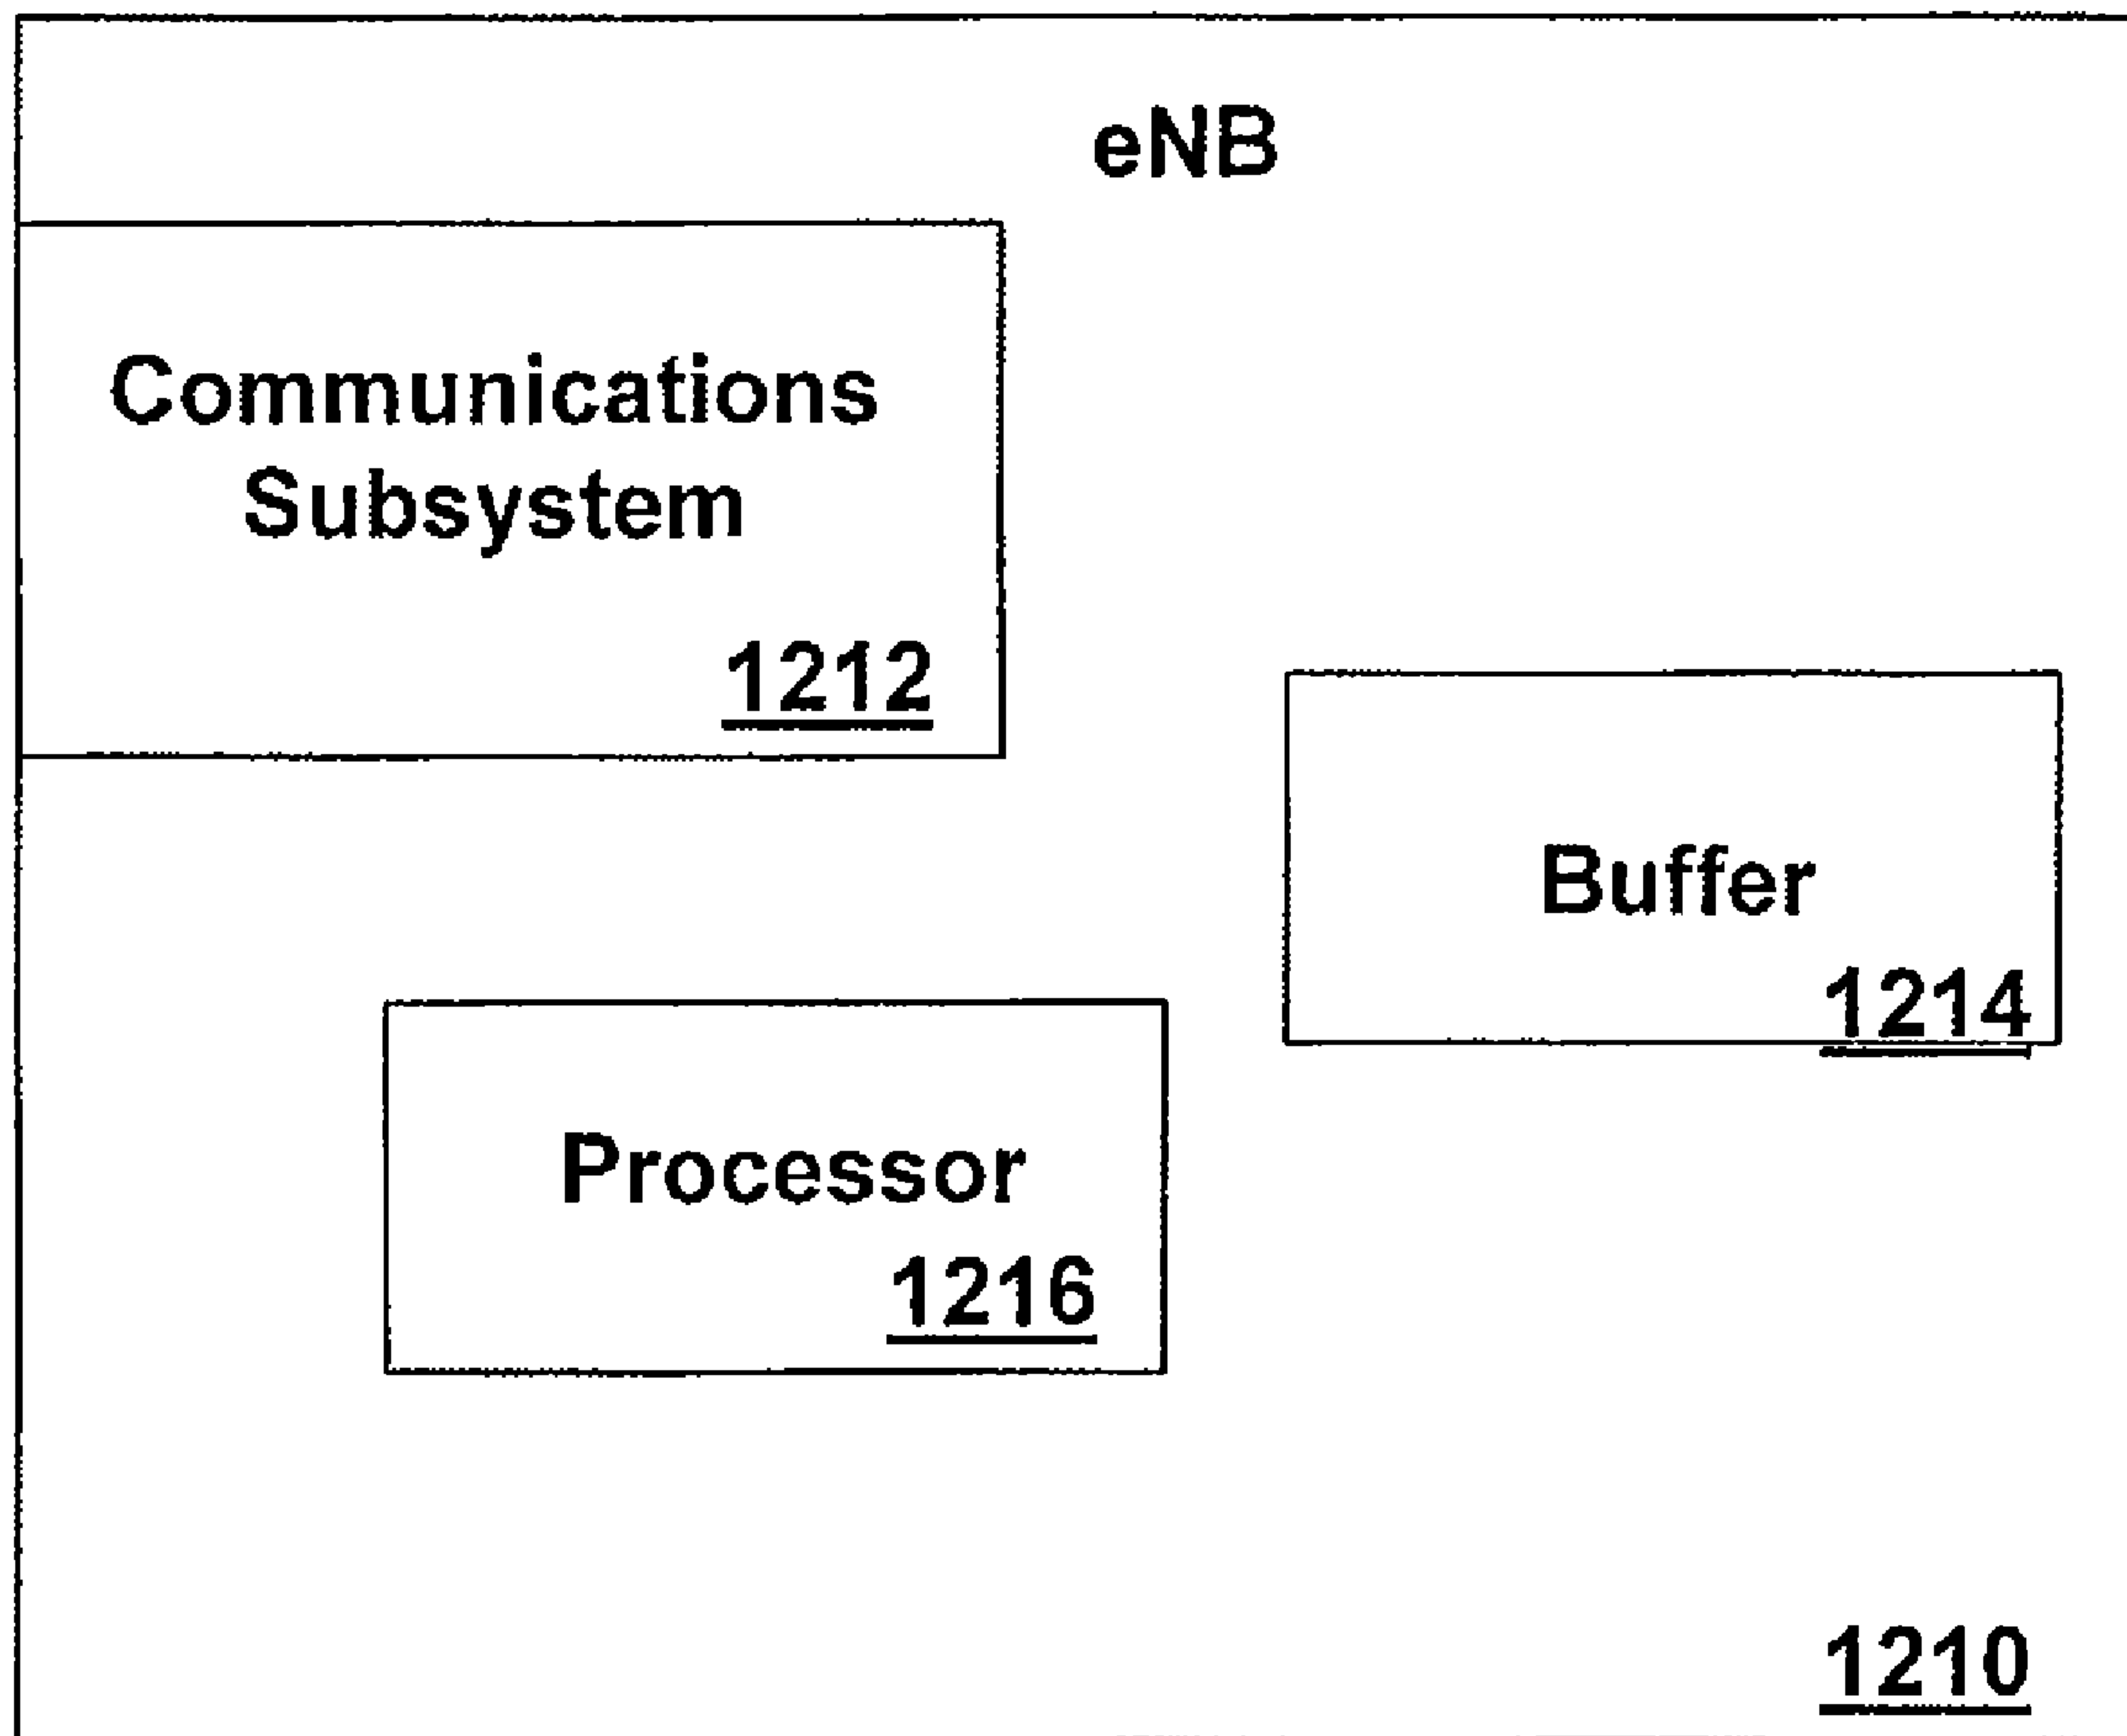 eNB
Communications
Subsystem
1212
Buffer
1214
Processor
1216
1210